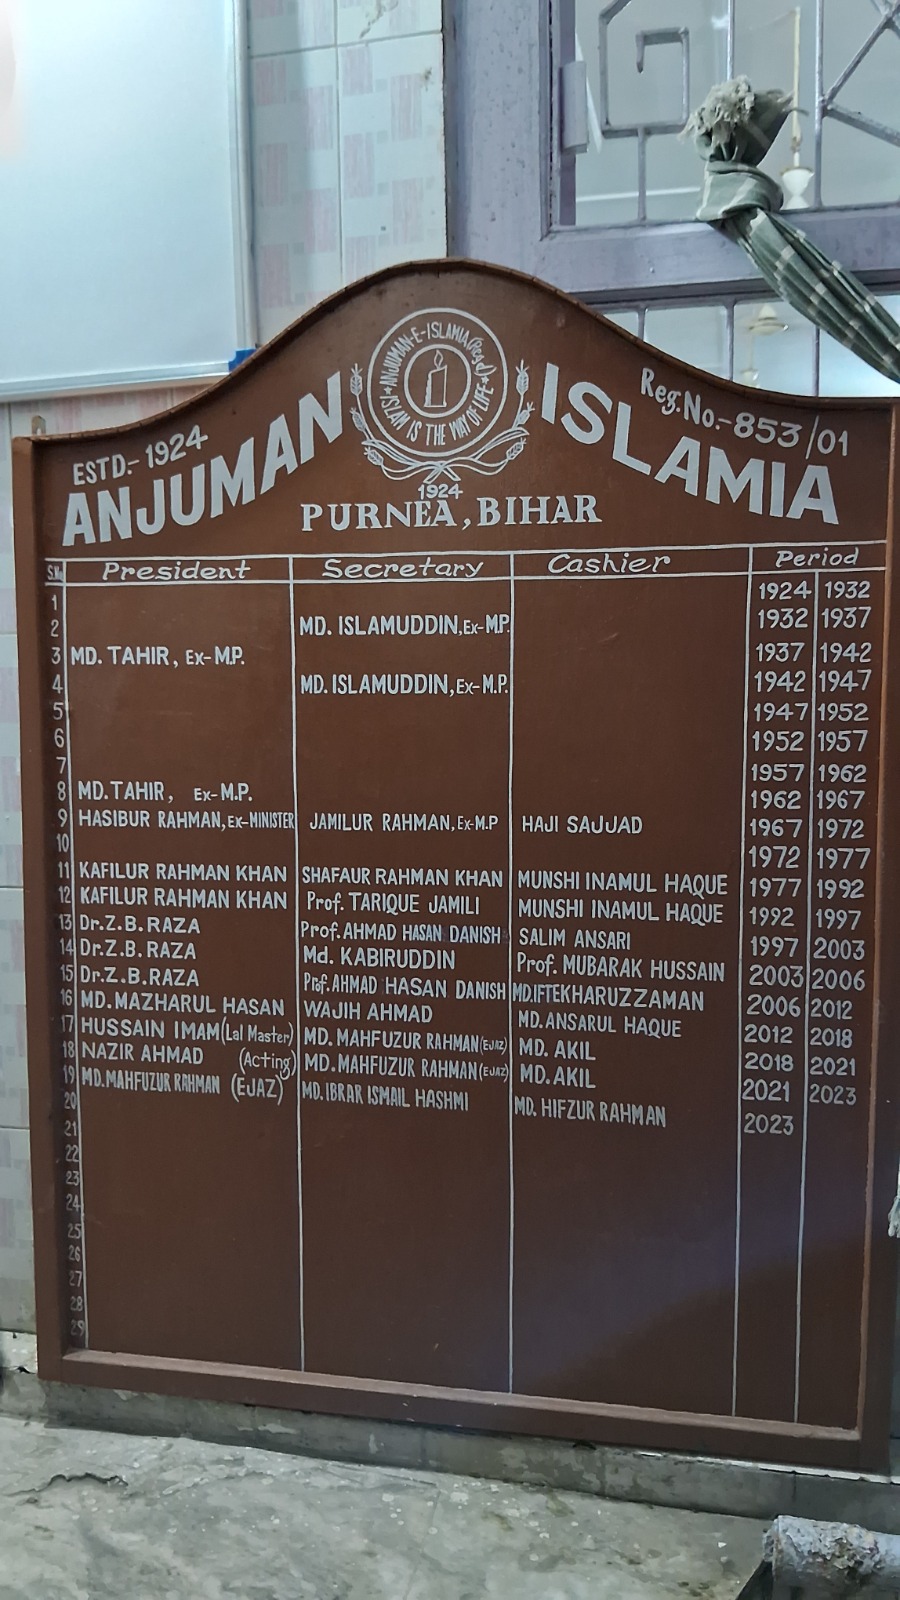 ANJUMAN-E-ISLAMIA (Regd)
ISLAM IS THE WAY OF LIFE
ESTD.- 1924
Reg.No.-853/01
ANJUMAN ISLAMIA
1924
PURNEA, BIHAR
S.No President Secretary Cashier Period
1 1924 1932
2 MD. ISLAMUDDIN, Ex-M.P. 1932 1937
3 MD. TAHIR, Ex-M.P. 1937 1942
4 MD. ISLAMUDDIN, Ex-M.P. 1942 1947
5 1947 1952
6 1952 1957
7 1957 1962
8 MD. TAHIR, Ex-M.P. 1962 1967
9 HASIBUR RAHMAN, EX-MINISTER JAMILUR RAHMAN, Ex-M.P HAJI SAJJAD 1967 1972
10 1972 1977
11 KAFILUR RAHMAN KHAN SHAFAUR RAHMAN KHAN MUNSHI INAMUL HAQUE 1977 1992
12 KAFILUR RAHMAN KHAN Prof. TARIQUE JAMILI MUNSHI INAMUL HAQUE 1992 1997
13 Dr. Z.B. RAZA Prof. AHMAD HASAN DANISH SALIM ANSARI 1997 2003
14 Dr. Z.B. RAZA Md. KABIRUDDIN Prof. MUBARAK HUSSAIN 2003 2006
15 Dr. Z.B. RAZA Prof. AHMAD HASAN DANISH MD. IFTEKHARUZZAMAN 2006 2012
16 MD. MAZHARUL HASAN WAJIH AHMAD MD. ANSARUL HAQUE 2012 2018
17 HUSSAIN IMAM (Lal Master) MD. MAHFUZUR RAHMAN (EJAZ) MD. AKIL 2018 2021
18 NAZIR AHMAD (Acting) MD. MAHFUZUR RAHMAN (EJAZ) MD. AKIL 2021 2023
19 MD. MAHFUZUR RAHMAN (EJAZ) MD. IBRAR ISMAIL HASHMI MD. HIFZUR RAHMAN 2023
20
21
22
23
24
25
26
27
28
29